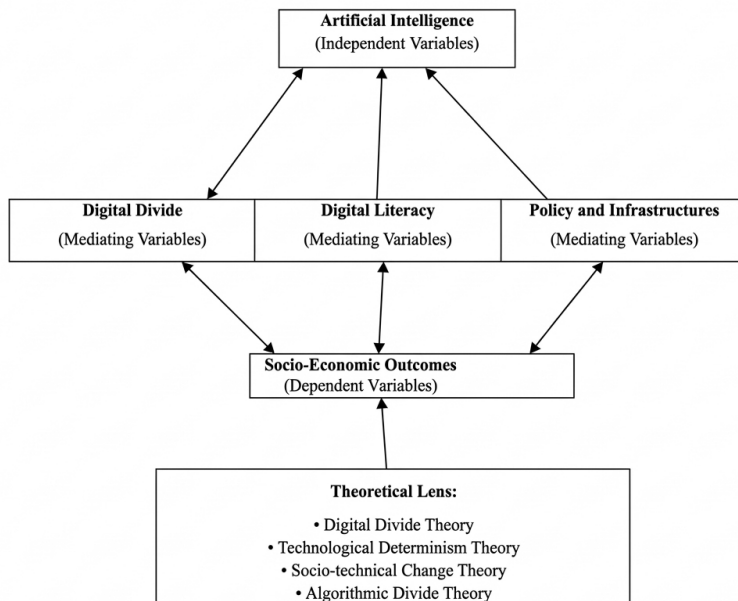 Artificial Intelligence
(Independent Variables)
Digital Divide
(Mediating Variables)
Digital Literacy
(Mediating Variables)
Policy and Infrastructures
(Mediating Variables)
Socio-Economic Outcomes
(Dependent Variables)
Theoretical Lens:
• Digital Divide Theory
• Technological Determinism Theory
• Socio-technical Change Theory
• Algorithmic Divide Theory